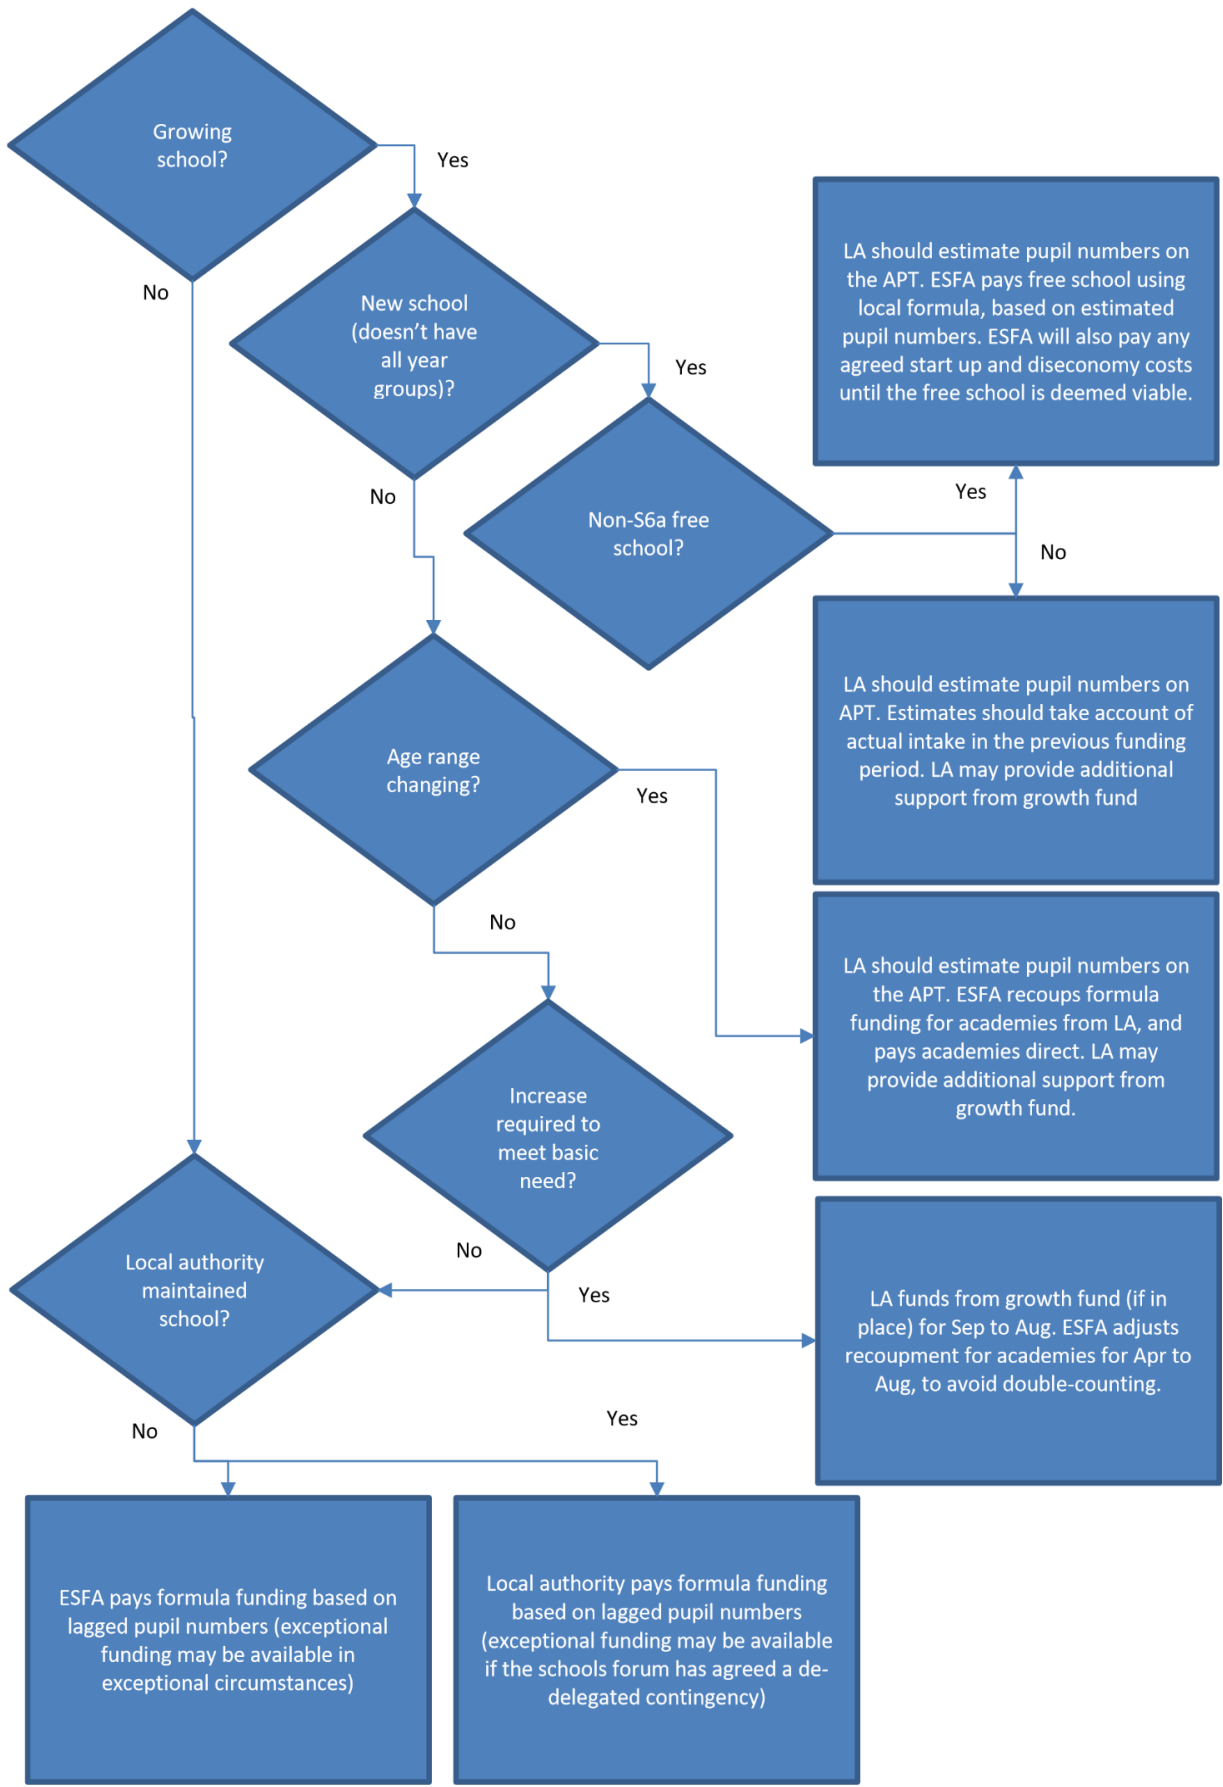 Growing
school?
Yes
No
New school
(doesn't have
all year
groups)?
Yes
No
LA should estimate pupil numbers on
the APT. ESFA pays free school using
local formula, based on estimated
pupil numbers. ESFA will also pay any
agreed start up and diseconomy costs
until the free school is deemed viable.
Non-S6a free
school?
Yes
No
LA should estimate pupil numbers on
APT. Estimates should take account of
actual intake in the previous funding
period. LA may provide additional
support from growth fund
Age range
changing?
Yes
No
LA should estimate pupil numbers on
the APT. ESFA recoups formula
funding for academies from LA, and
pays academies direct. LA may
provide additional support from
growth fund.
Increase
required to
meet basic
need?
No
Yes
LA funds from growth fund (if in
place) for Sep to Aug. ESFA adjusts
recoupment for academies for Apr to
Aug, to avoid double-counting.
Local authority
maintained
school?
No
Yes
ESFA pays formula funding based on
lagged pupil numbers (exceptional
funding may be available in
exceptional circumstances)
Local authority pays formula funding
based on lagged pupil numbers
(exceptional funding may be available
if the schools forum has agreed a de-
delegated contingency)